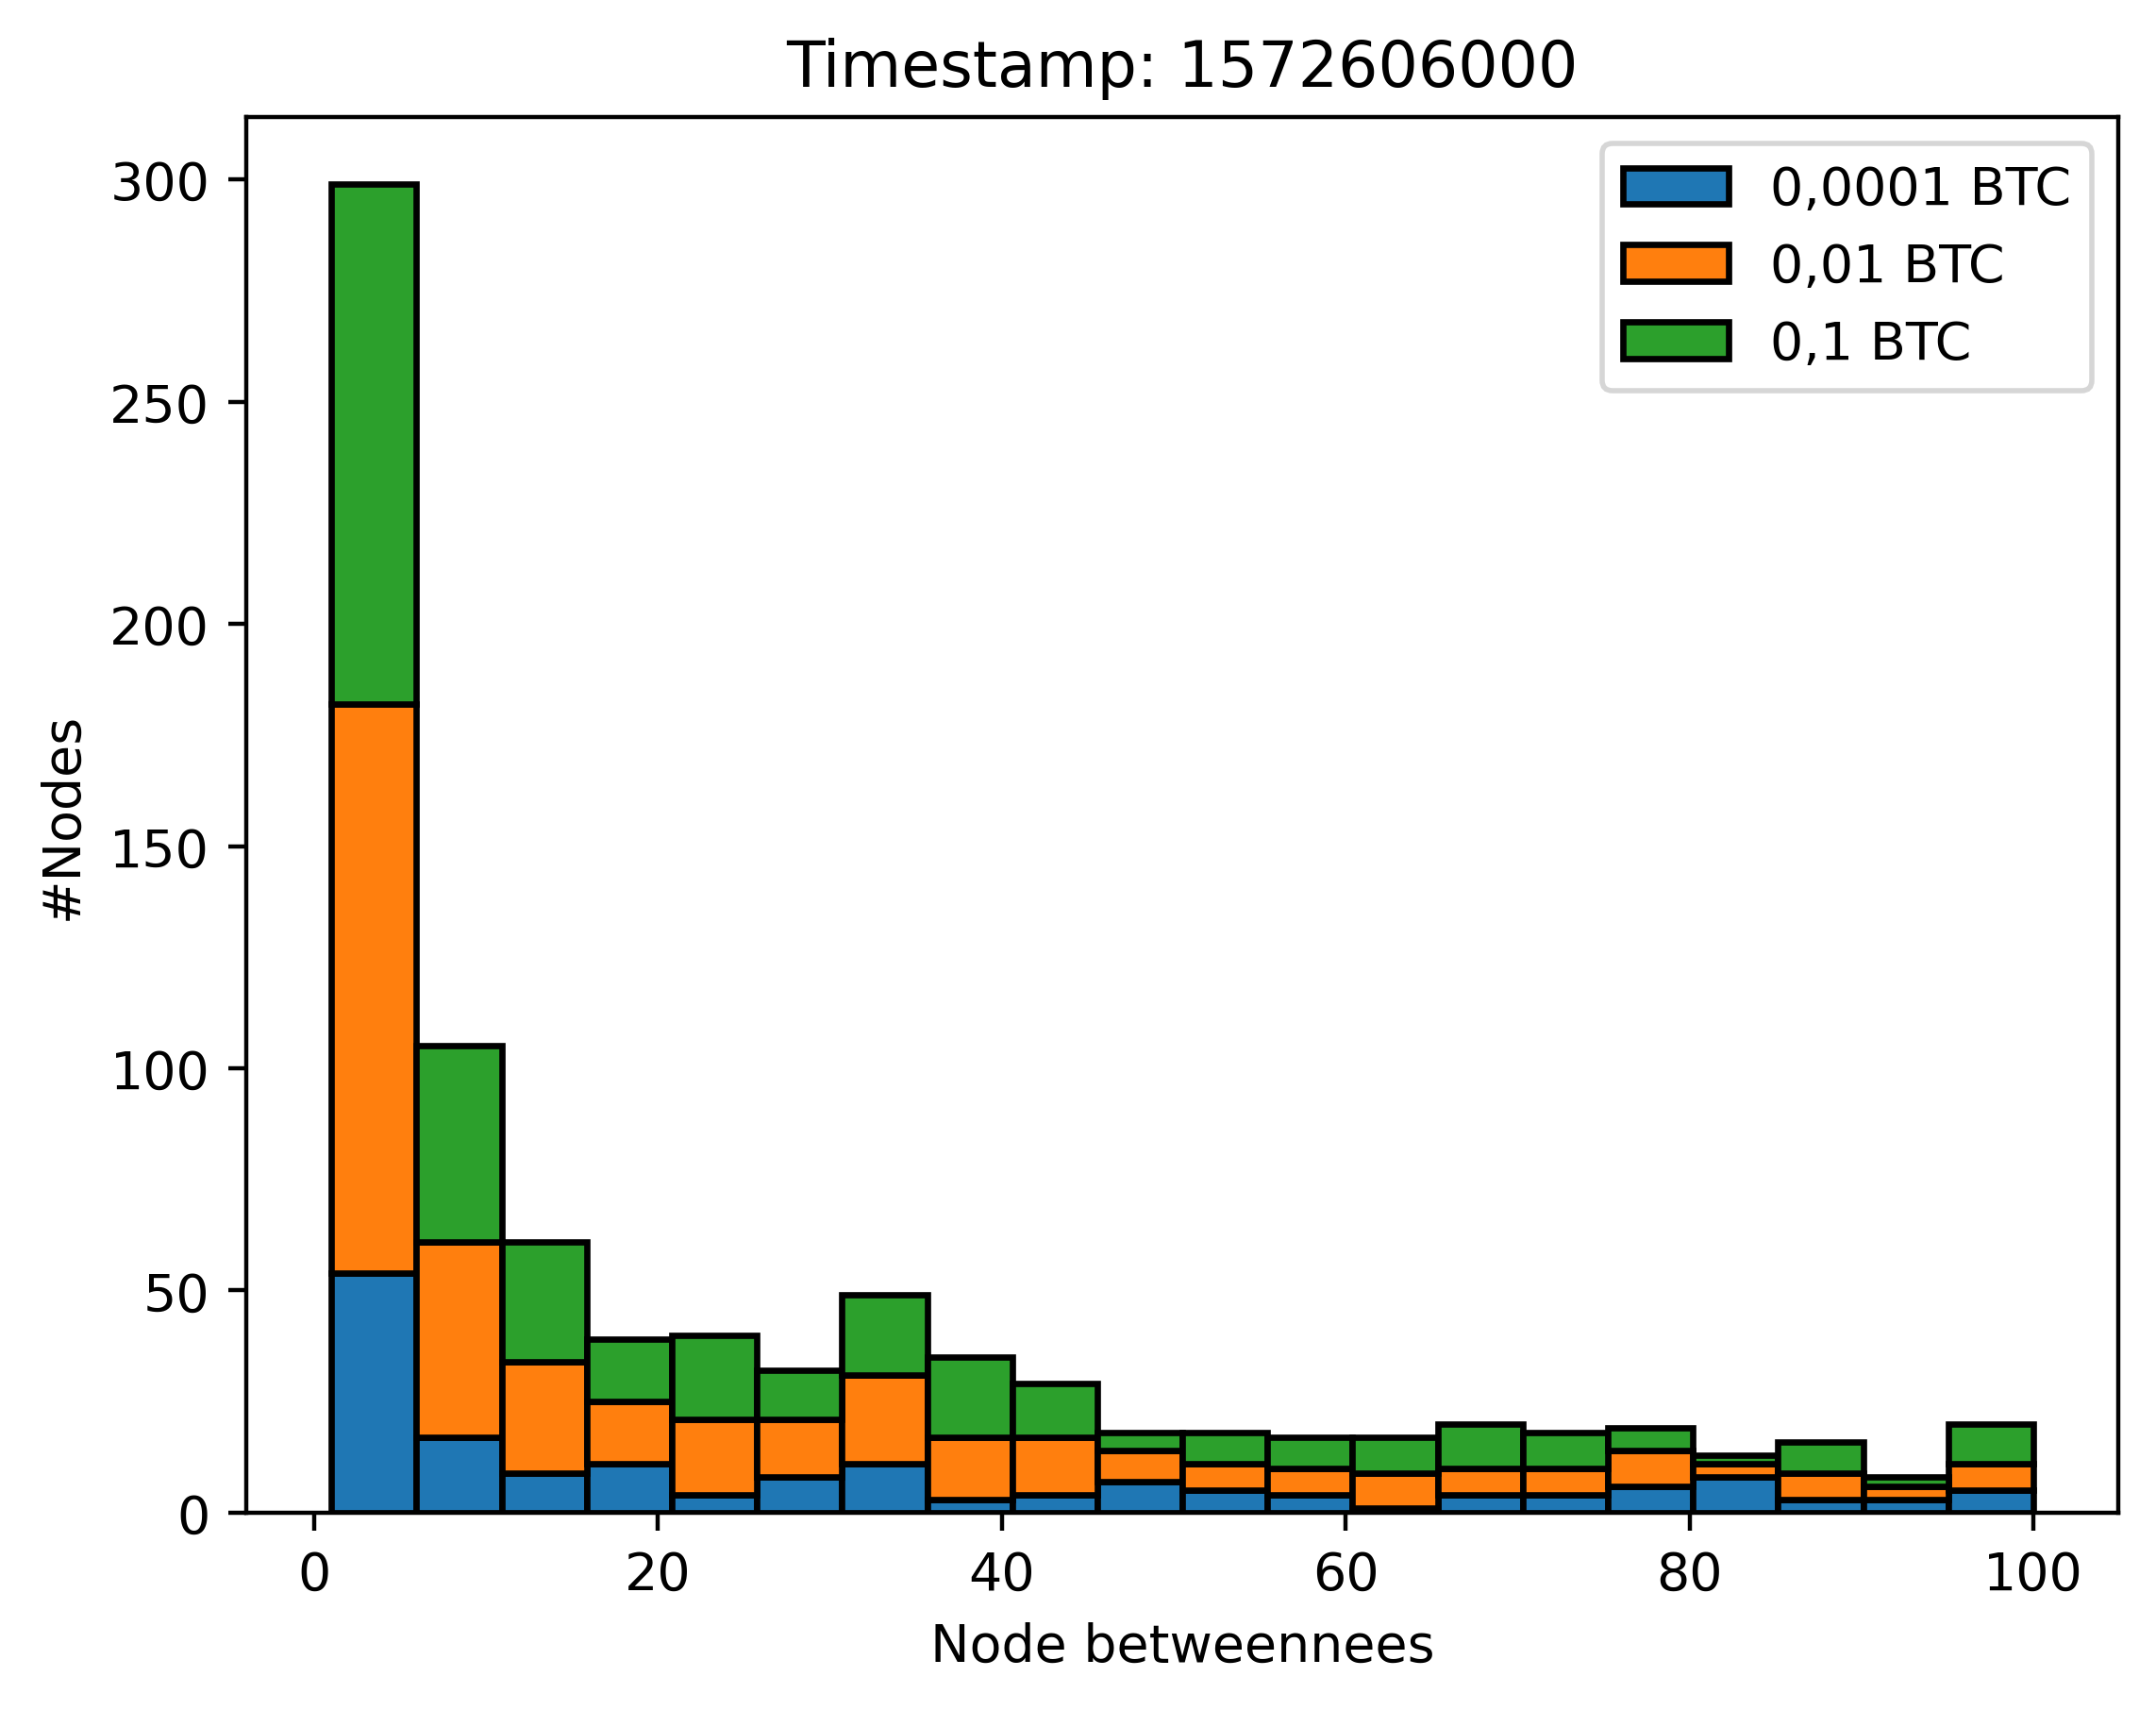 Timestamp: 1572606000
0,0001 BTC
0,01 BTC
0,1 BTC
300
250
200
150
100
50
0
#Nodes
0 20 40 60 80 100
Node betweennees